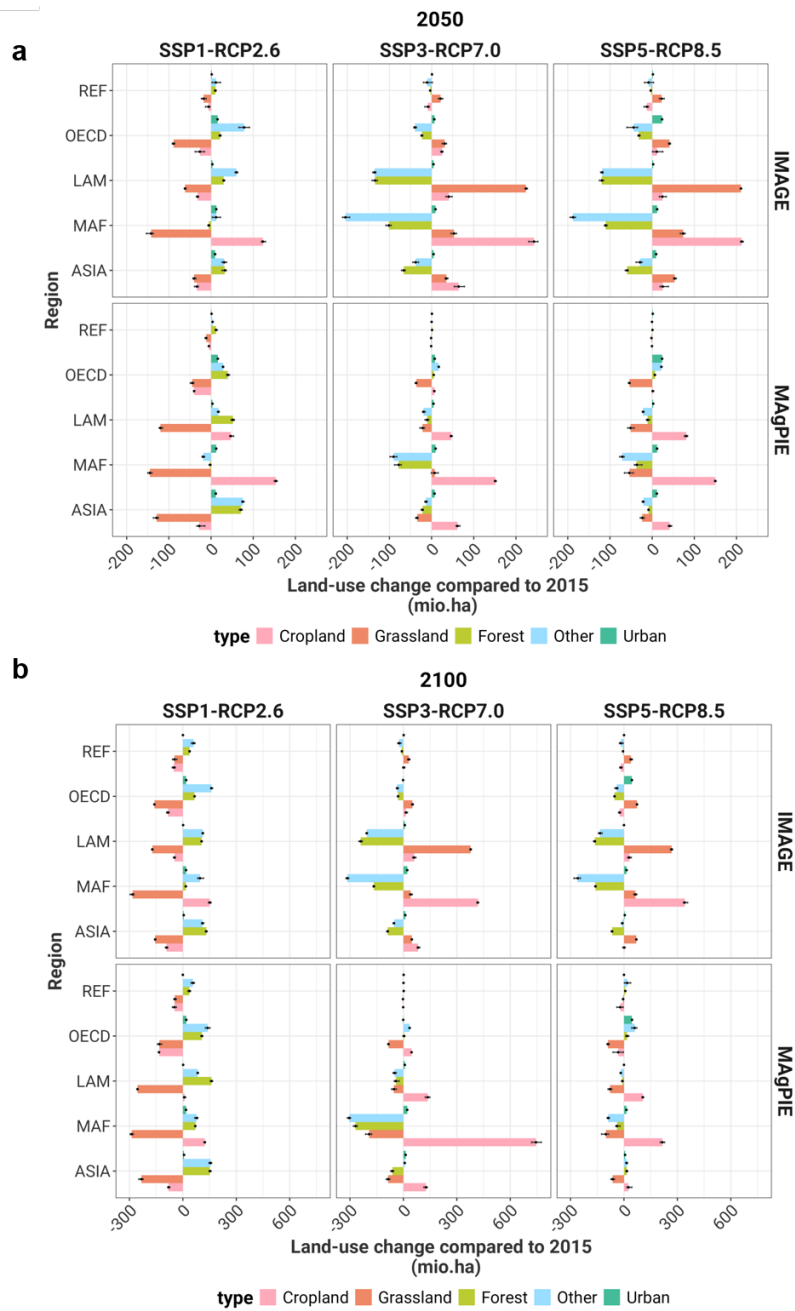 2050
a
SSP1-RCP2.6 SSP3-RCP7.0 SSP5-RCP8.5
REF
OECD
LAM
MAF
ASIA
IMAGE
Region
REF
OECD
LAM
MAF
ASIA
MAgPIE
-200 -100 0 100 200 -200 -100 0 100 200 -200 -100 0 100 200
Land-use change compared to 2015
(mio.ha)
type Cropland Grassland Forest Other Urban
b
2100
SSP1-RCP2.6 SSP3-RCP7.0 SSP5-RCP8.5
REF
OECD
LAM
MAF
ASIA
IMAGE
Region
REF
OECD
LAM
MAF
ASIA
MAgPIE
-300 0 300 600 -300 0 300 600 -300 0 300 600
Land-use change compared to 2015
(mio.ha)
type Cropland Grassland Forest Other Urban